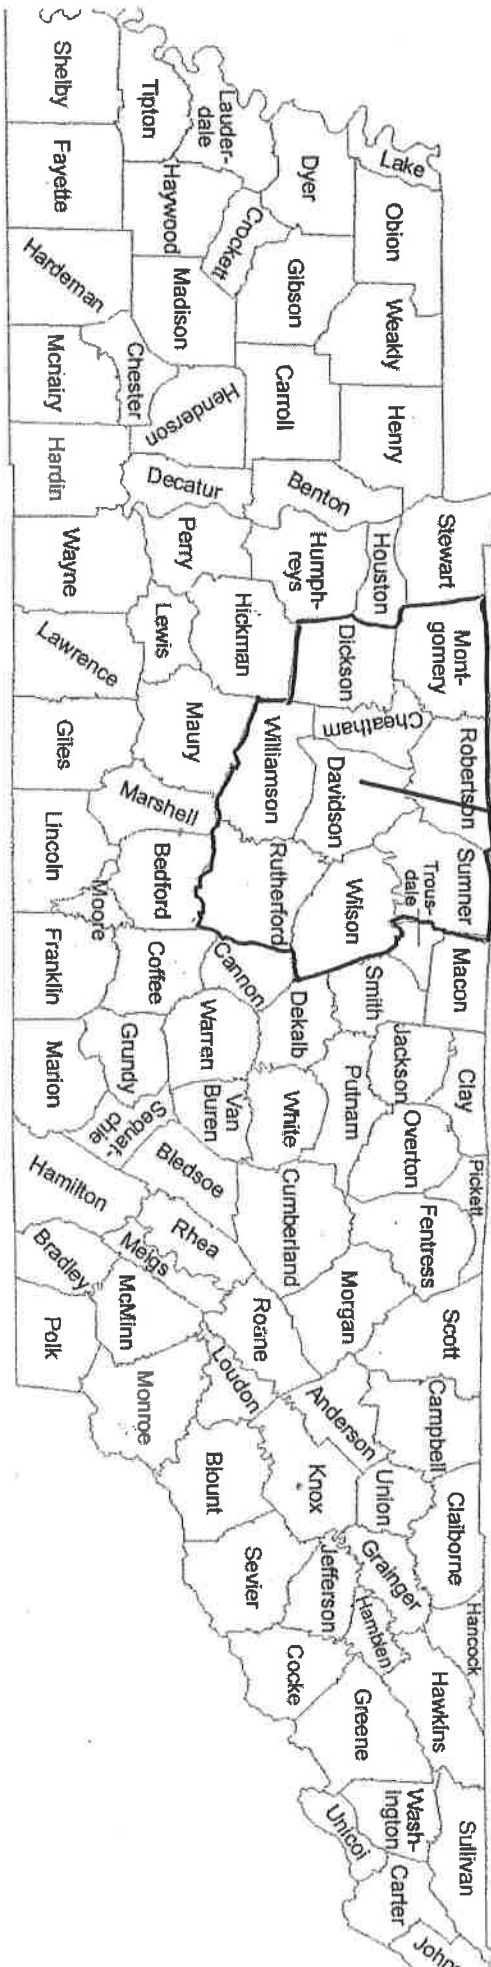 Lake
Obion
Weakly
Henry
Stewart
Mont-
gomery
Robertson
Sumner
Macon
Clay
Pickett
Scott
Campbell
Claiborne
Hancock
Hawkins
Sullivan
Dyer
Gibson
Carroll
Benton
Houston
Humph-
reys
Dickson
Cheatham
Davidson
Wilson
Trous-
dale
Smith
Jackson
Putnam
Overton
Fentress
Morgan
Anderson
Union
Grainger
Hamblen
Greene
Wash-
ington
Unicoi
Carter
Lauder-
dale
Crockett
Haywood
Madison
Henderson
Decatur
Perry
Hickman
Williamson
Rutherford
Cannon
Dekalb
Warren
White
Van
Buren
Cumberland
Roane
Loudon
Knox
Jefferson
Sevier
Cocke
Tipton
Chester
Lewis
Maury
Marshell
Bedford
Moore
Coffee
Grundy
Sequat-
chie
Bledsoe
Rhea
Meigs
McMinn
Monroe
Blount
Shelby
Fayette
Hardeman
Mcnairy
Hardin
Wayne
Lawrence
Giles
Lincoln
Franklin
Marion
Hamilton
Bradley
Polk